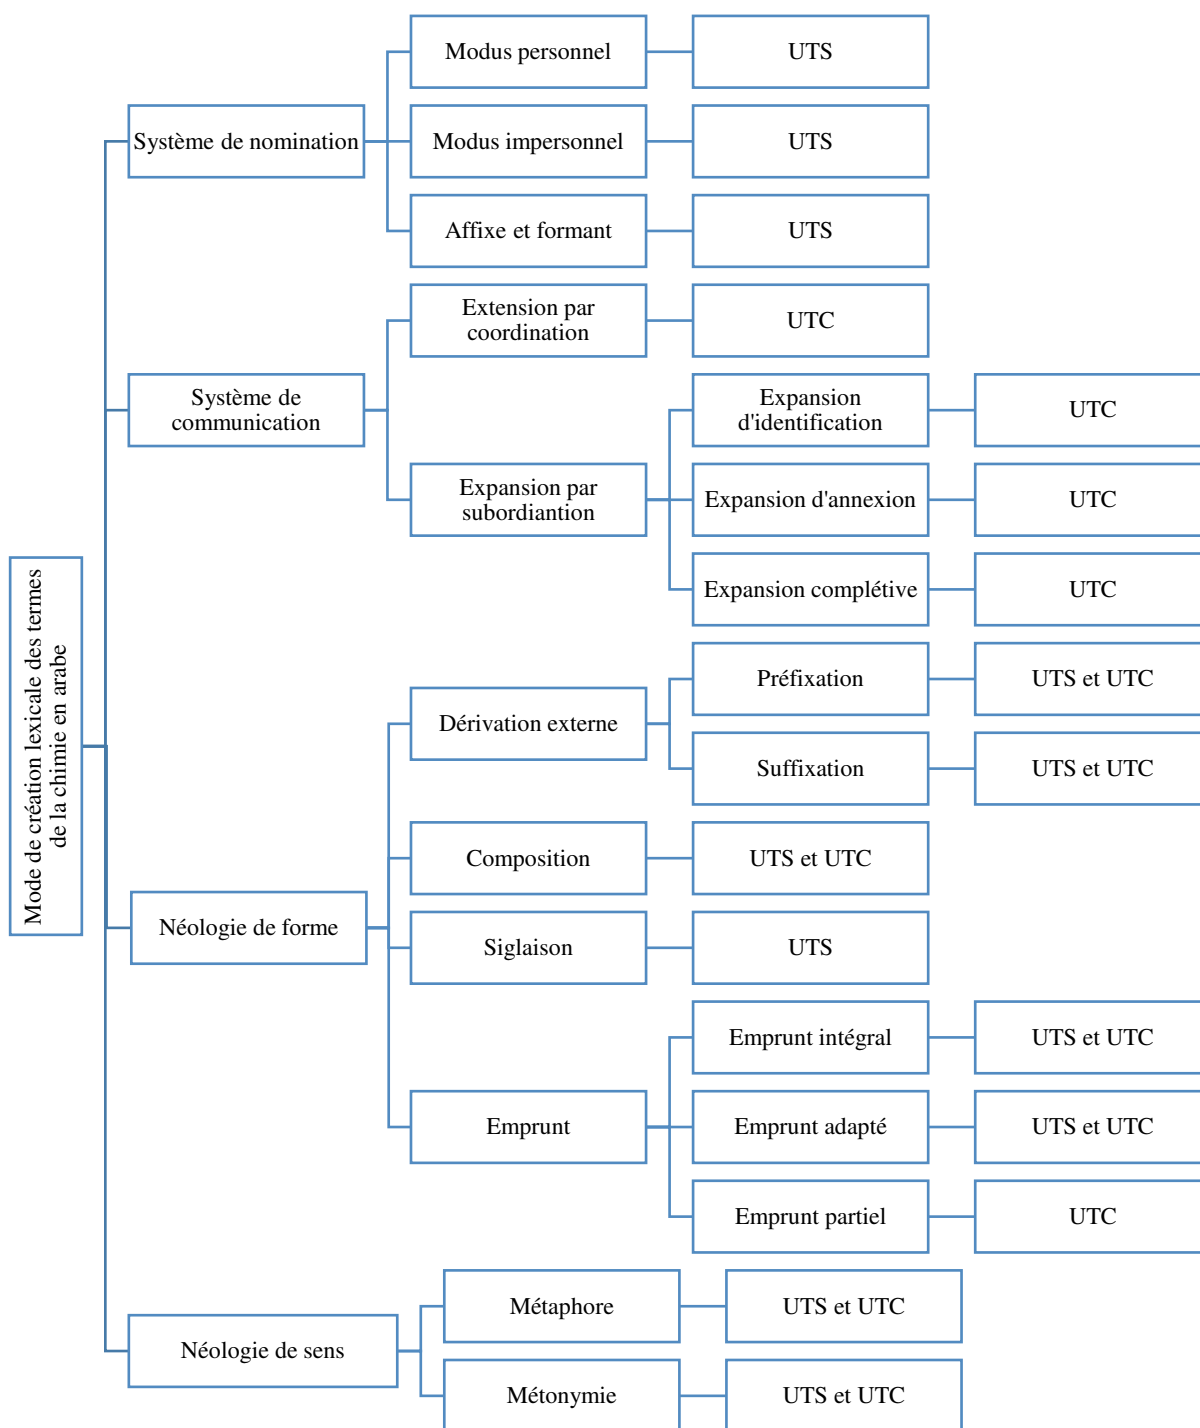 Mode de création lexicale des termes
de la chimie en arabe
Système de nomination
Modus personnel
UTS
Modus impersonnel
UTS
Affixe et formant
UTS
Système de
communication
Extension par
coordination
UTC
Expansion par
subordiantion
Expansion
d'identification
UTC
Expansion d'annexion
UTC
Expansion complétive
UTC
Néologie de forme
Dérivation externe
Préfixation
UTS et UTC
Suffixation
UTS et UTC
Composition
UTS et UTC
Siglaison
UTS
Emprunt
Emprunt intégral
UTS et UTC
Emprunt adapté
UTS et UTC
Emprunt partiel
UTC
Néologie de sens
Métaphore
UTS et UTC
Métonymie
UTS et UTC